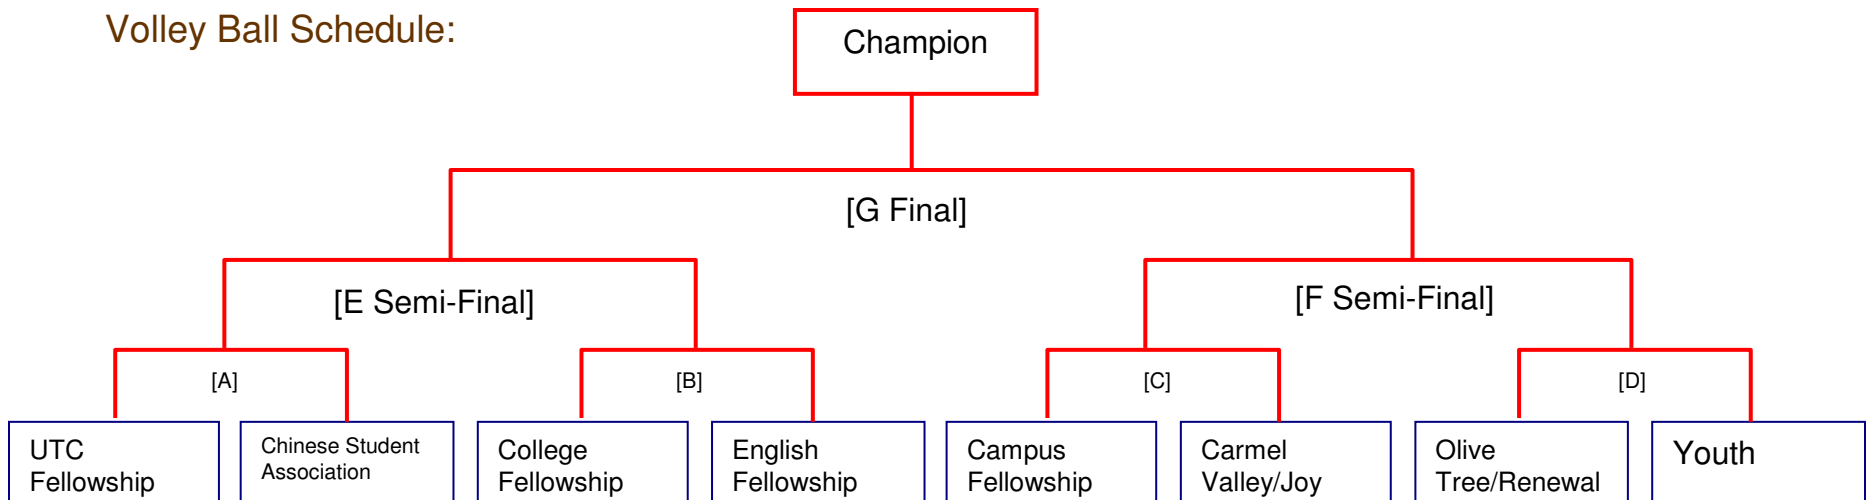 Volley Ball Schedule:
Champion
[G Final]
[E Semi-Final]
[F Semi-Final]
[A]
[B]
[C]
[D]
UTC
Fellowship
Chinese Student
Association
College
Fellowship
English
Fellowship
Campus
Fellowship
Carmel
Valley/Joy
Olive
Tree/Renewal
Youth